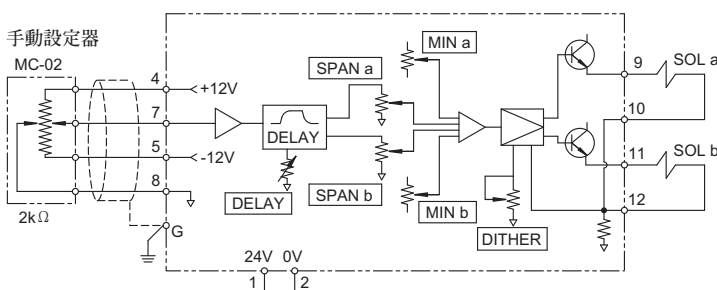 手動設定器
MC-02
2kΩ
4
+12V
7
5
-12V
8
G
DELAY
DELAY
SPAN a
SPAN b
MIN a
MIN b
DITHER
9
SOL a
10
11
SOL b
12
24V 0V
1 2